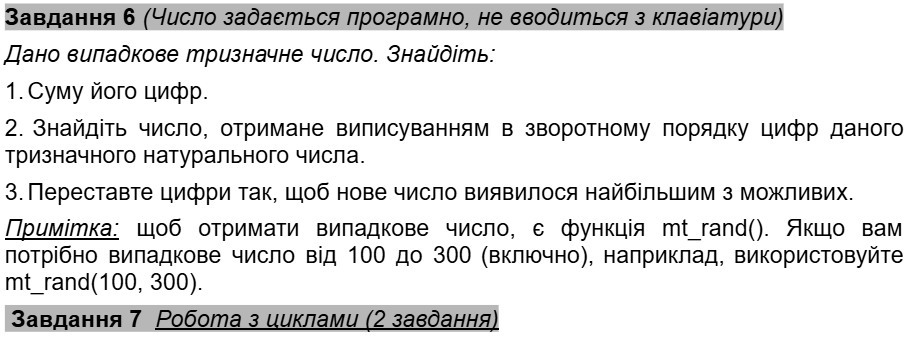 Завдання 6 (Число задається програмно, не вводиться з клавіатури)
Дано випадкове тризначне число. Знайдіть:
1. Суму його цифр.
2. Знайдіть число, отримане виписуванням в зворотному порядку цифр даного
тризначного натурального числа.
3. Переставте цифри так, щоб нове число виявилося найбільшим з можливих.
Примітка: щоб отримати випадкове число, є функція mt_rand(). Якщо вам
потрібно випадкове число від 100 до 300 (включно), наприклад, використовуйте
mt_rand(100, 300).
Завдання 7 Робота з циклами (2 завдання)